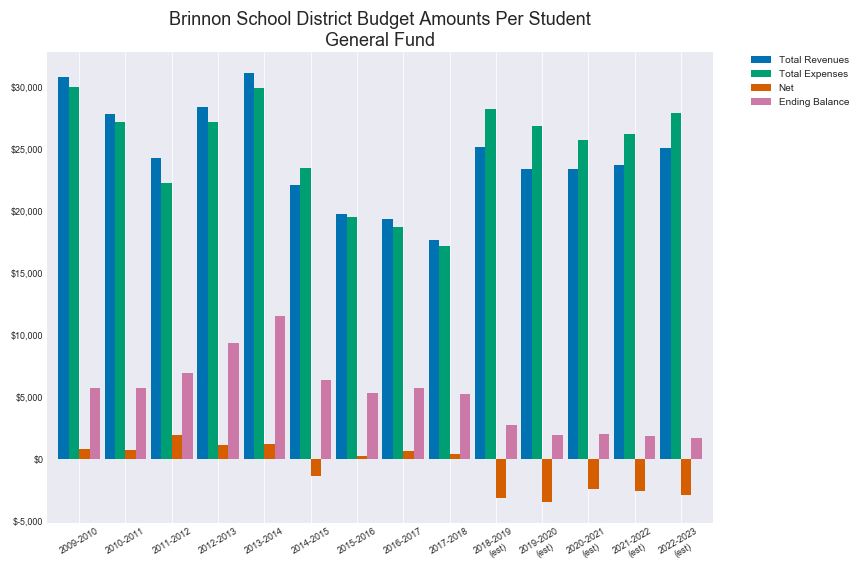 Brinnon School District Budget Amounts Per Student
General Fund
Total Revenues
Total Expenses
Net
Ending Balance
$30,000
$25,000
$20,000
$15,000
$10,000
$5,000
$0
$-5,000
2009-2010
2010-2011
2011-2012
2012-2013
2013-2014
2014-2015
2015-2016
2016-2017
2017-2018
2018-2019
(est)
2019-2020
(est)
2020-2021
(est)
2021-2022
(est)
2022-2023
(est)